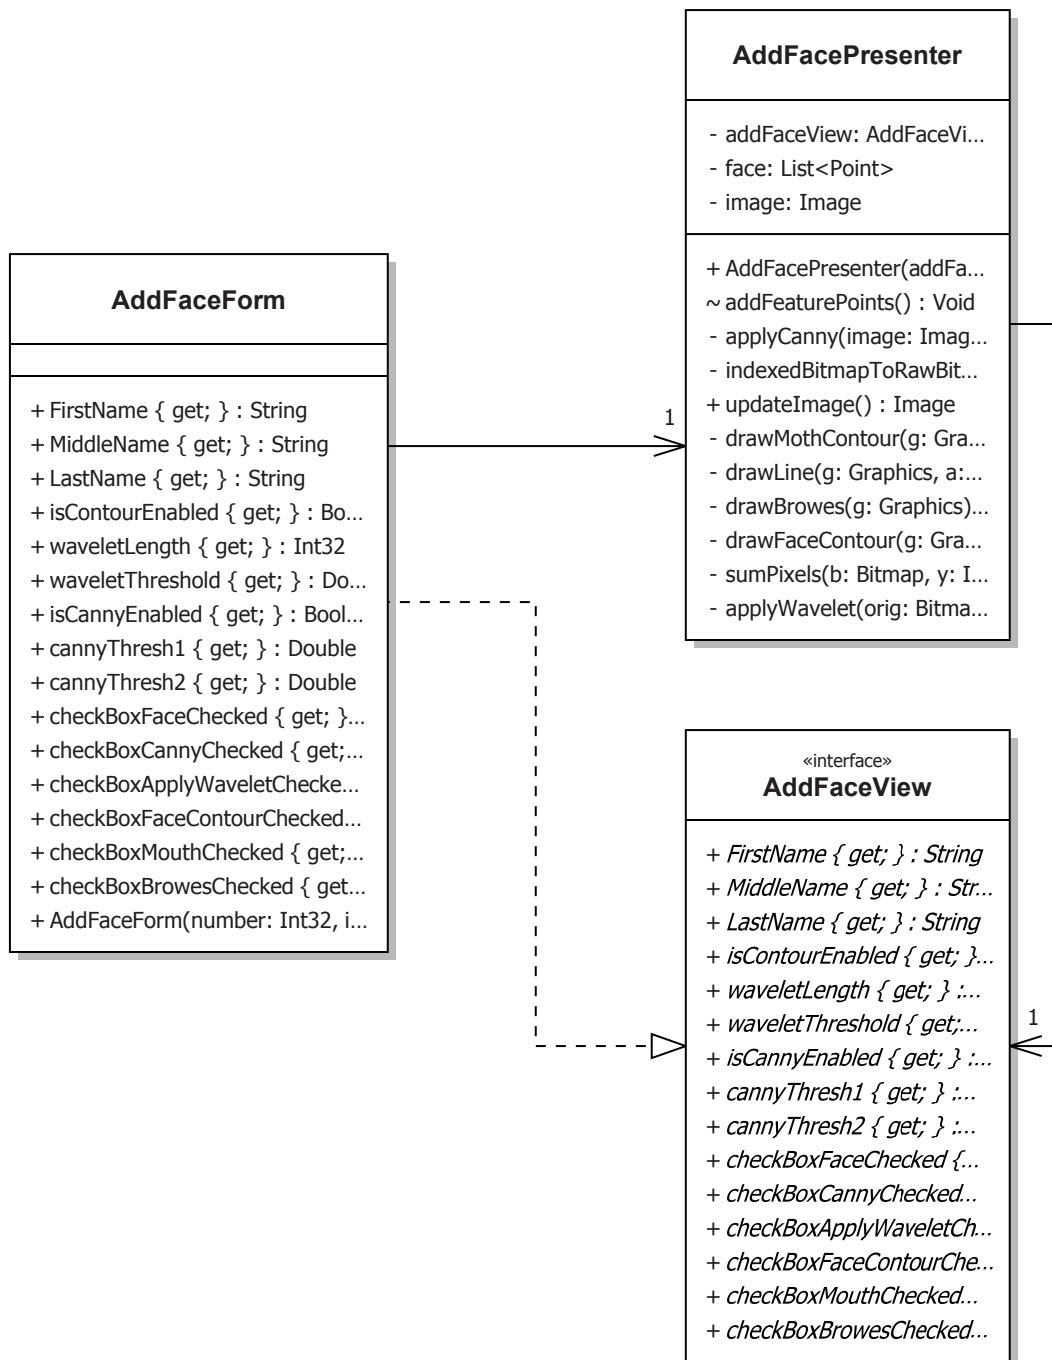 AddFacePresenter
- addFaceView: AddFaceVi...
- face: List<Point>
- image: Image
+ AddFacePresenter(addFa...
~ addFeaturePoints() : Void
- applyCanny(image: Imag...
- indexedBitmapToRawBit...
+ updateImage() : Image
- drawMothContour(g: Gra...
- drawLine(g: Graphics, a:...
- drawBrowes(g: Graphics)...
- drawFaceContour(g: Gra...
- sumPixels(b: Bitmap, y: I...
- applyWavelet(orig: Bitma...
AddFaceForm
+ FirstName { get; } : String
+ MiddleName { get; } : String
+ LastName { get; } : String
+ isContourEnabled { get; } : Bo...
+ waveletLength { get; } : Int32
+ waveletThreshold { get; } : Do...
+ isCannyEnabled { get; } : Bool...
+ cannyThresh1 { get; } : Double
+ cannyThresh2 { get; } : Double
+ checkBoxFaceChecked { get; }...
+ checkBoxCannyChecked { get;...
+ checkBoxApplyWaveletChecke...
+ checkBoxFaceContourChecked...
+ checkBoxMouthChecked { get;...
+ checkBoxBrowesChecked { get...
+ AddFaceForm(number: Int32, i...
1
«interface»
AddFaceView
+ FirstName { get; } : String
+ MiddleName { get; } : Str...
+ LastName { get; } : String
+ isContourEnabled { get; }...
+ waveletLength { get; } :...
+ waveletThreshold { get;...
+ isCannyEnabled { get; } :...
+ cannyThresh1 { get; } :...
+ cannyThresh2 { get; } :...
+ checkBoxFaceChecked {...
+ checkBoxCannyChecked...
+ checkBoxApplyWaveletCh...
+ checkBoxFaceContourChe...
+ checkBoxMouthChecked...
+ checkBoxBrowesChecked...
1